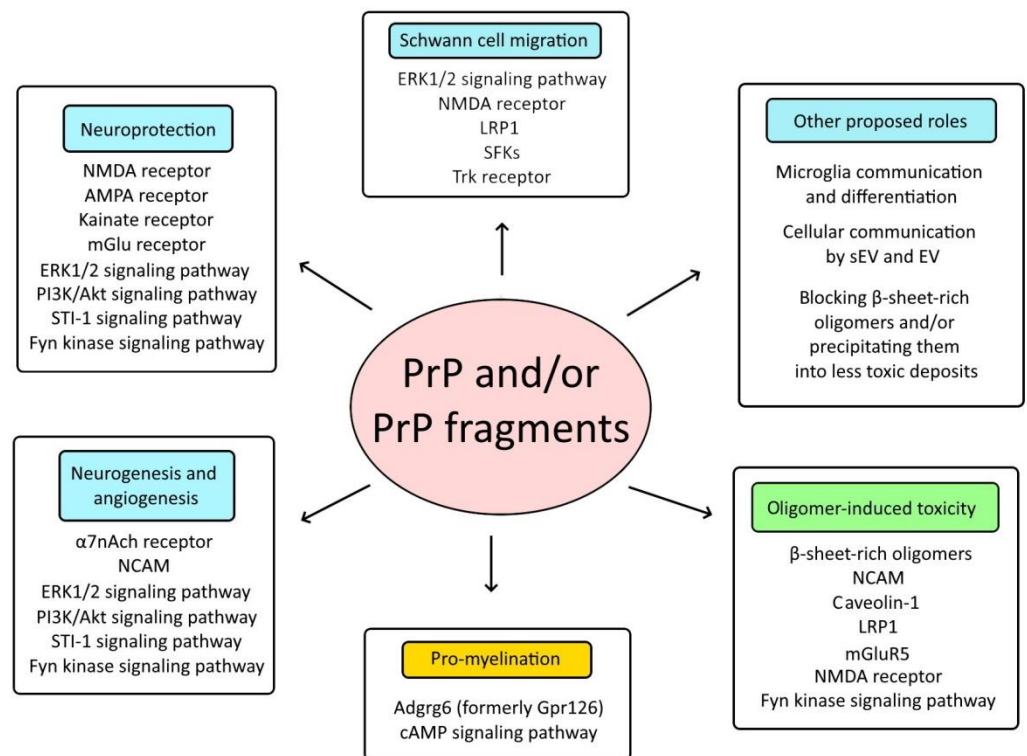 Schwann cell migration
ERK1/2 signaling pathway
NMDA receptor
LRP1
SFKs
Trk receptor
Neuroprotection
NMDA receptor
AMPA receptor
Kainate receptor
mGlu receptor
ERK1/2 signaling pathway
PI3K/Akt signaling pathway
STI-1 signaling pathway
Fyn kinase signaling pathway
Other proposed roles
Microglia communication
and differentiation
Cellular communication
by sEV and EV
Blocking β-sheet-rich
oligomers and/or
precipitating them
into less toxic deposits
PrP and/or
PrP fragments
Neurogenesis and
angiogenesis
α7nAch receptor
NCAM
ERK1/2 signaling pathway
PI3K/Akt signaling pathway
STI-1 signaling pathway
Fyn kinase signaling pathway
Pro-myelination
Adgrg6 (formerly Gpr126)
cAMP signaling pathway
Oligomer-induced toxicity
β-sheet-rich oligomers
NCAM
Caveolin-1
LRP1
mGluR5
NMDA receptor
Fyn kinase signaling pathway